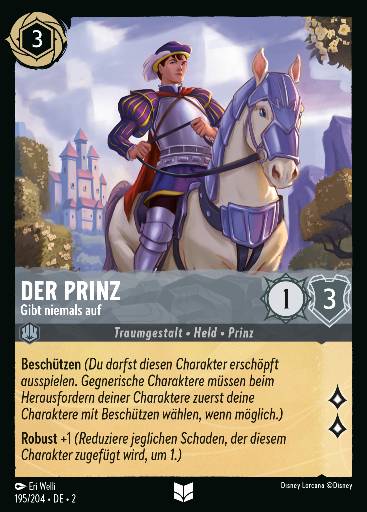 3
DER PRINZ
Gibt niemals auf
1
3
Traumgestalt • Held • Prinz
Beschützen (Du darfst diesen Charakter erschöpft
ausspielen. Gegnerische Charaktere müssen beim
Herausfordern deiner Charaktere zuerst deine
Charaktere mit Beschützen wählen, wenn möglich.)
Robust +1 (Reduziere jeglichen Schaden, der diesem
Charakter zugefügt wird, um 1.)
Eri Welli
195/204 • DE • 2
Disney Lorcana ©Disney